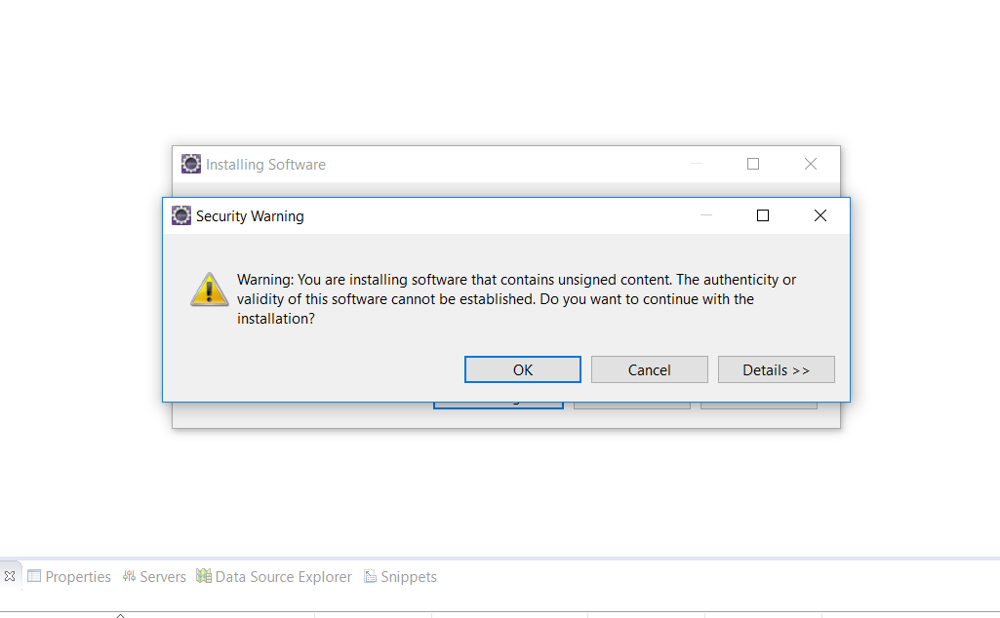 Installing Software
Security Warning
Warning: You are installing software that contains unsigned content. The authenticity or
validity of this software cannot be established. Do you want to continue with the
installation?
OK
Cancel
Details >>
Properties
Servers
Data Source Explorer
Snippets